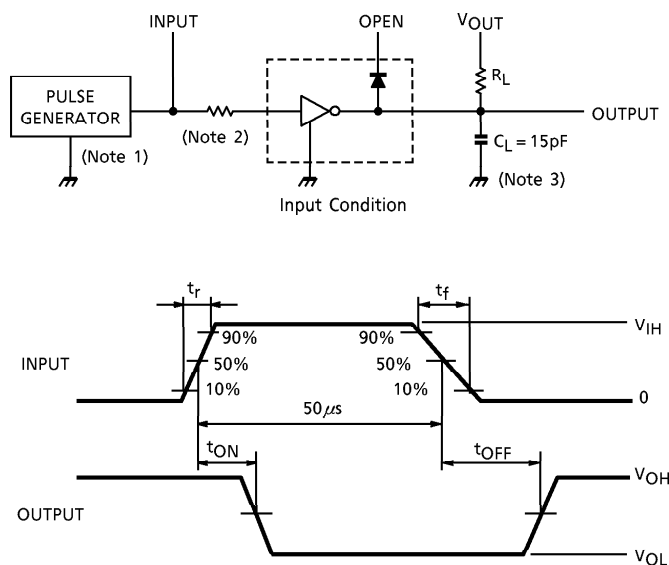 INPUT
OPEN
VOUT
PULSE
GENERATOR
(Note 1)
(Note 2)
RL
OUTPUT
CL = 15pF
(Note 3)
Input Condition
tr
tf
VIH
90%
90%
INPUT
50%
50%
10%
10%
0
50μs
tON
tOFF
VOH
OUTPUT
VOL